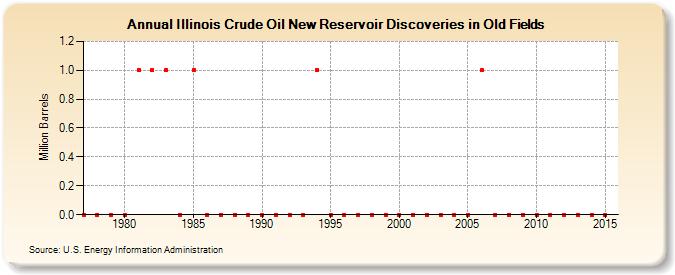 Annual Illinois Crude Oil New Reservoir Discoveries in Old Fields
Million Barrels
1.2
1.0
0.8
0.6
0.4
0.2
0.0
1980 1985 1990 1995 2000 2005 2010 2015
Source: U.S. Energy Information Administration